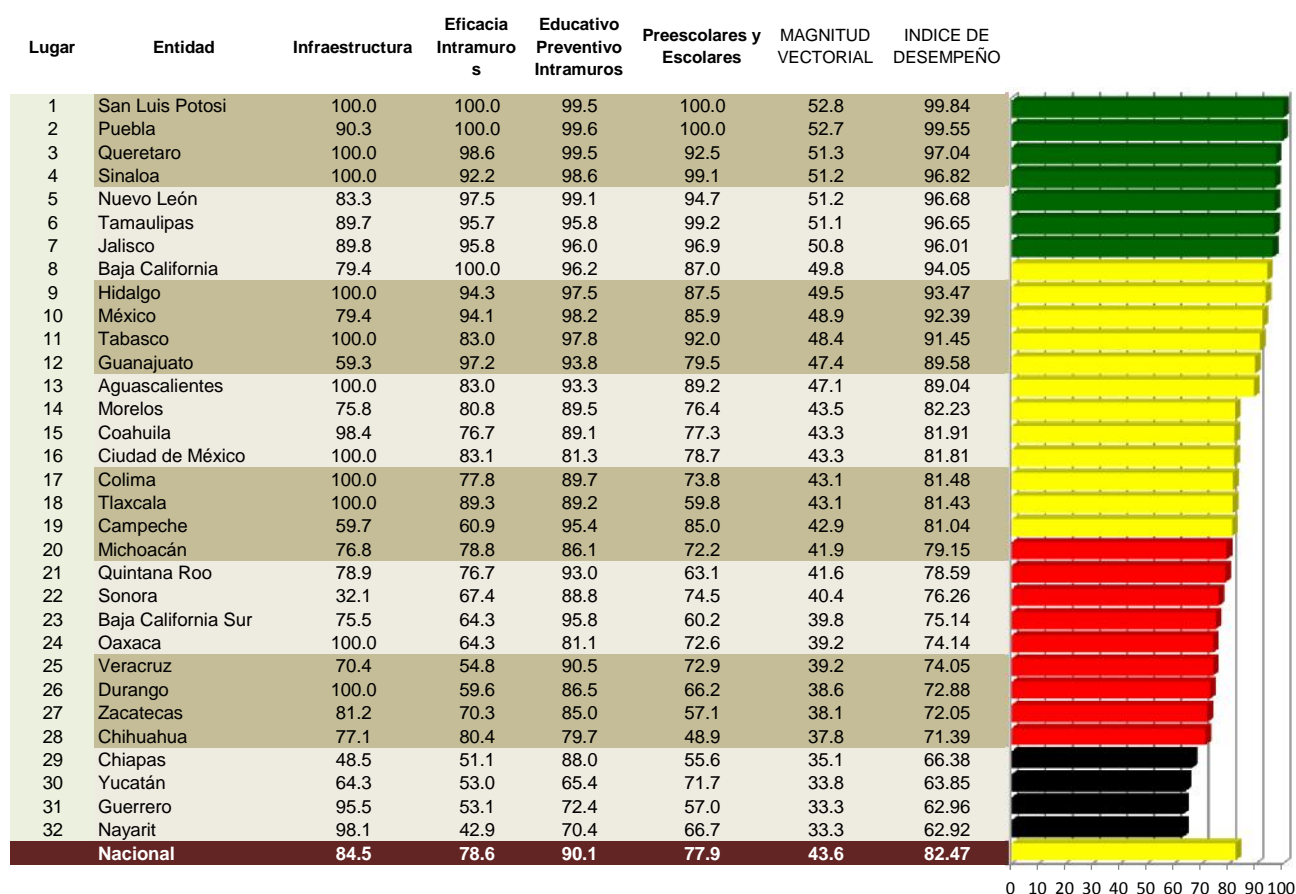 Lugar Entidad Infraestructura Eficacia Intramuro s Educativo Preventivo Intramuros Preescolares y Escolares MAGNITUD VECTORIAL INDICE DE DESEMPEÑO
1 San Luis Potosi 100.0 100.0 99.5 100.0 52.8 99.84
2 Puebla 90.3 100.0 99.6 100.0 52.7 99.55
3 Queretaro 100.0 98.6 99.5 92.5 51.3 97.04
4 Sinaloa 100.0 92.2 98.6 99.1 51.2 96.82
5 Nuevo León 83.3 97.5 99.1 94.7 51.2 96.68
6 Tamaulipas 89.7 95.7 95.8 99.2 51.1 96.65
7 Jalisco 89.8 95.8 96.0 96.9 50.8 96.01
8 Baja California 79.4 100.0 96.2 87.0 49.8 94.05
9 Hidalgo 100.0 94.3 97.5 87.5 49.5 93.47
10 México 79.4 94.1 98.2 85.9 48.9 92.39
11 Tabasco 100.0 83.0 97.8 92.0 48.4 91.45
12 Guanajuato 59.3 97.2 93.8 79.5 47.4 89.58
13 Aguascalientes 100.0 83.0 93.3 89.2 47.1 89.04
14 Morelos 75.8 80.8 89.5 76.4 43.5 82.23
15 Coahuila 98.4 76.7 89.1 77.3 43.3 81.91
16 Ciudad de México 100.0 83.1 81.3 78.7 43.3 81.81
17 Colima 100.0 77.8 89.7 73.8 43.1 81.48
18 Tlaxcala 100.0 89.3 89.2 59.8 43.1 81.43
19 Campeche 59.7 60.9 95.4 85.0 42.9 81.04
20 Michoacán 76.8 78.8 86.1 72.2 41.9 79.15
21 Quintana Roo 78.9 76.7 93.0 63.1 41.6 78.59
22 Sonora 32.1 67.4 88.8 74.5 40.4 76.26
23 Baja California Sur 75.5 64.3 95.8 60.2 39.8 75.14
24 Oaxaca 100.0 64.3 81.1 72.6 39.2 74.14
25 Veracruz 70.4 54.8 90.5 72.9 39.2 74.05
26 Durango 100.0 59.6 86.5 66.2 38.6 72.88
27 Zacatecas 81.2 70.3 85.0 57.1 38.1 72.05
28 Chihuahua 77.1 80.4 79.7 48.9 37.8 71.39
29 Chiapas 48.5 51.1 88.0 55.6 35.1 66.38
30 Yucatán 64.3 53.0 65.4 71.7 33.8 63.85
31 Guerrero 95.5 53.1 72.4 57.0 33.3 62.96
32 Nayarit 98.1 42.9 70.4 66.7 33.3 62.92
Nacional 84.5 78.6 90.1 77.9 43.6 82.47
0 10 20 30 40 50 60 70 80 90 100